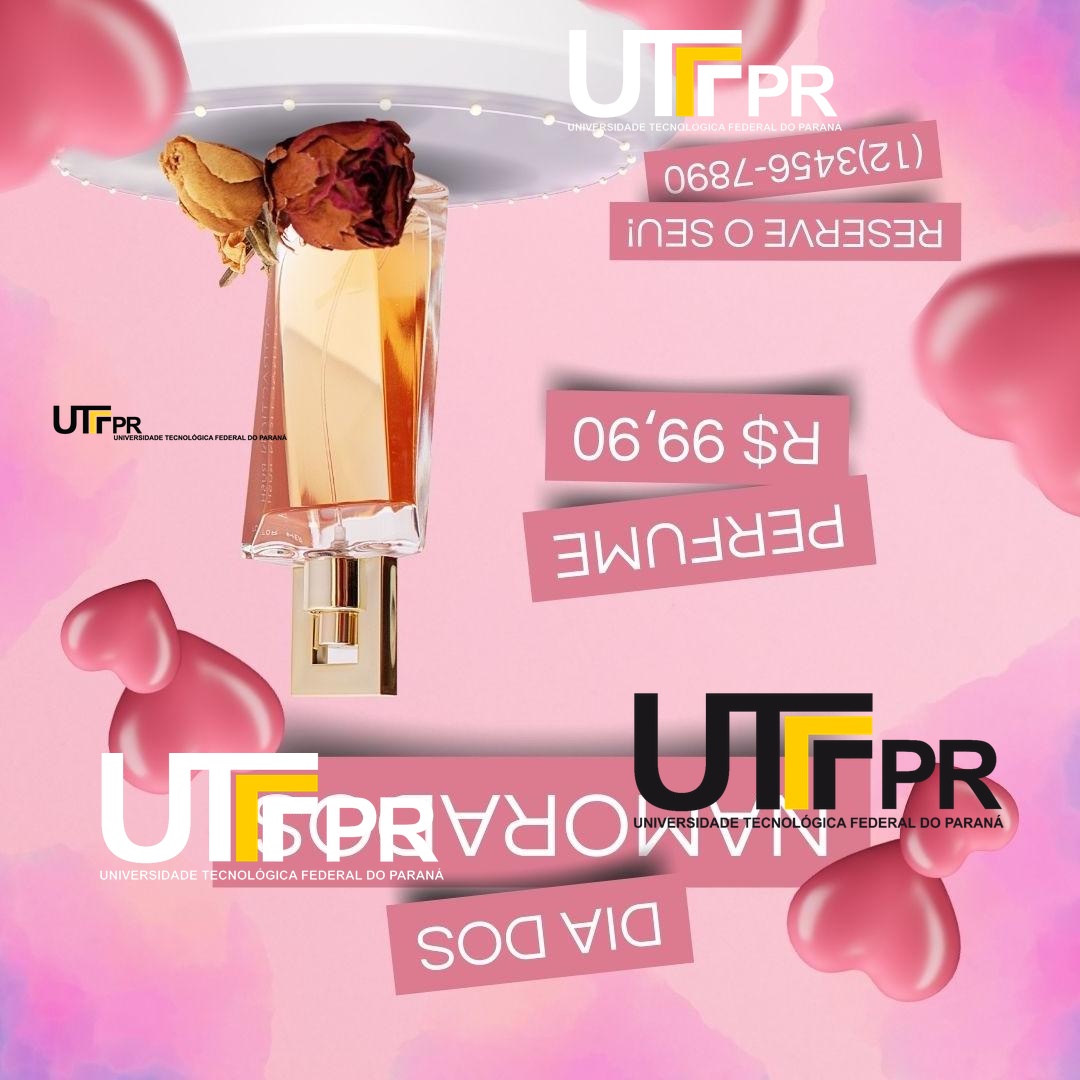 DIA DOS
NAMORADOS
PERFUME
R$ 99,90
RESERVE O SEU!
(12)3456-7890
UTFPR
UNIVERSIDADE TECNOLÓGICA FEDERAL DO PARANÁ
UTFPR
UNIVERSIDADE TECNOLÓGICA FEDERAL DO PARANÁ
UTFPR
UNIVERSIDADE TECNOLÓGICA FEDERAL DO PARANÁ
UTFPR
UNIVERSIDADE TECNOLÓGICA FEDERAL DO PARANÁ